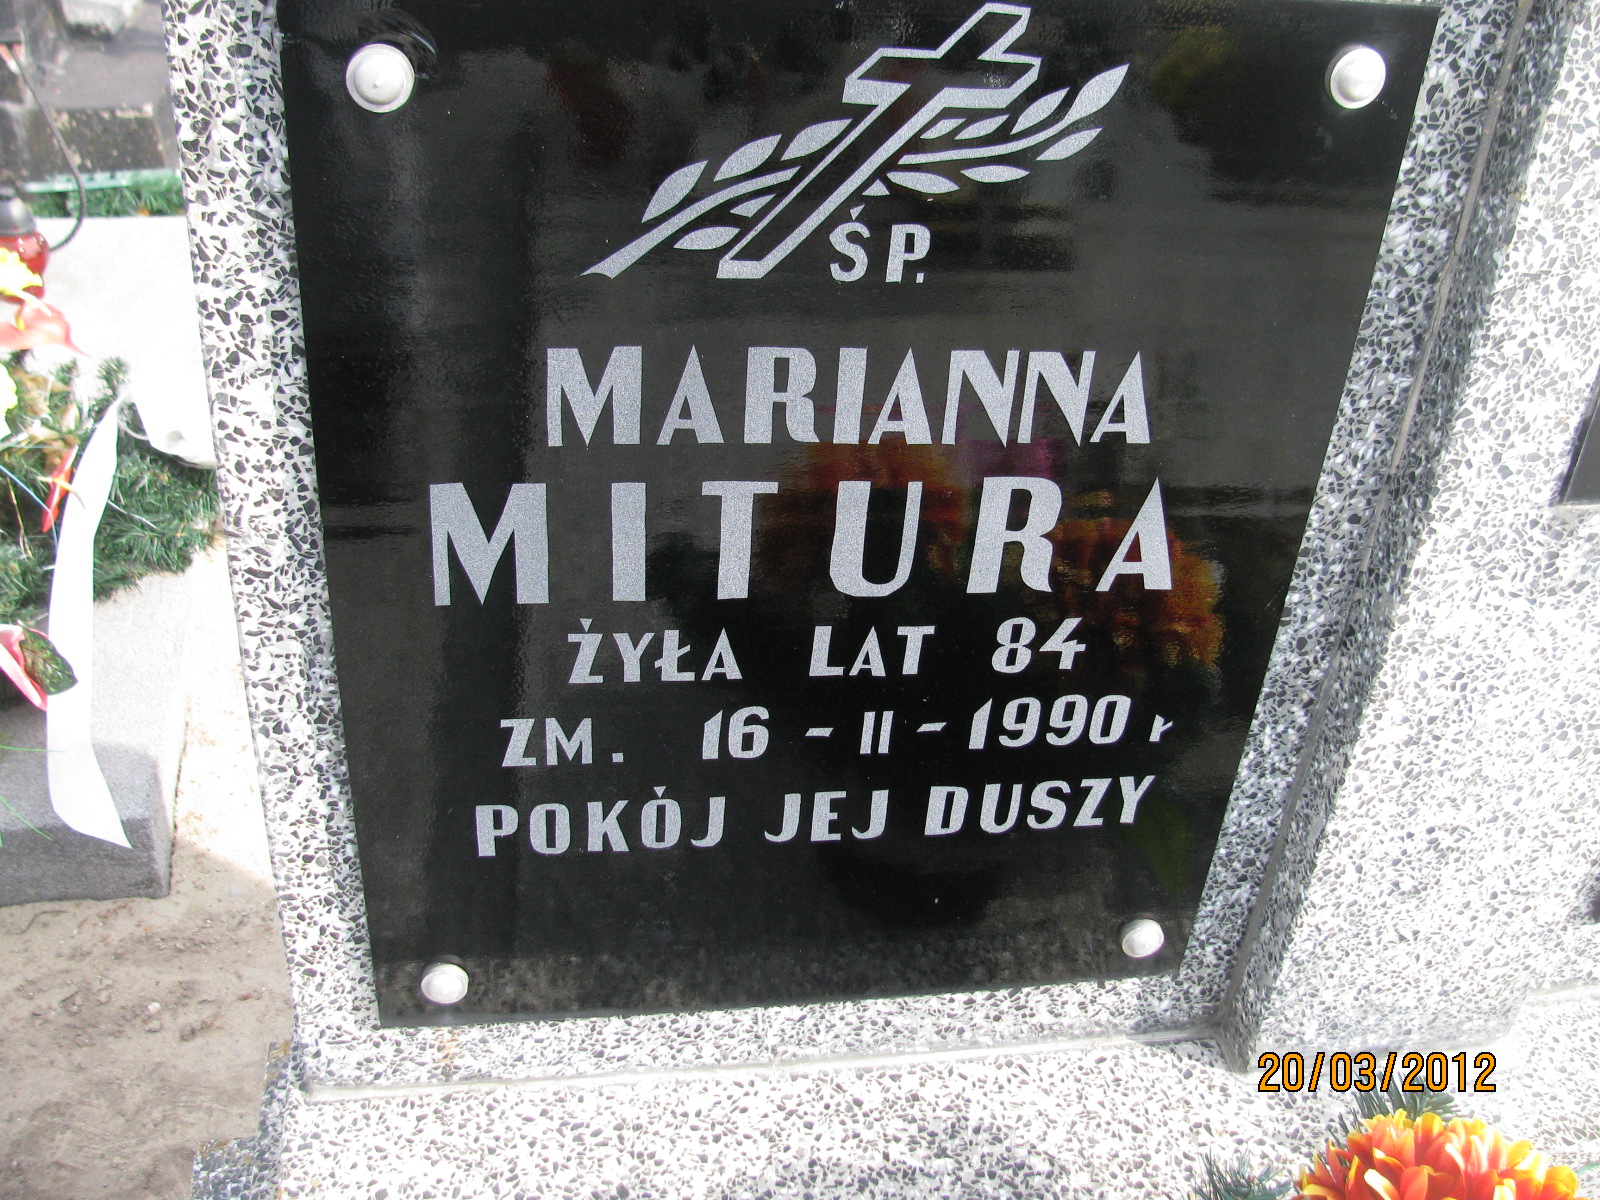 ŚP.
MARIANNA
MITURA
ŻYŁA LAT 84
ZM. 16-II-1990 r
POKÓJ JEJ DUSZY
20/03/2012